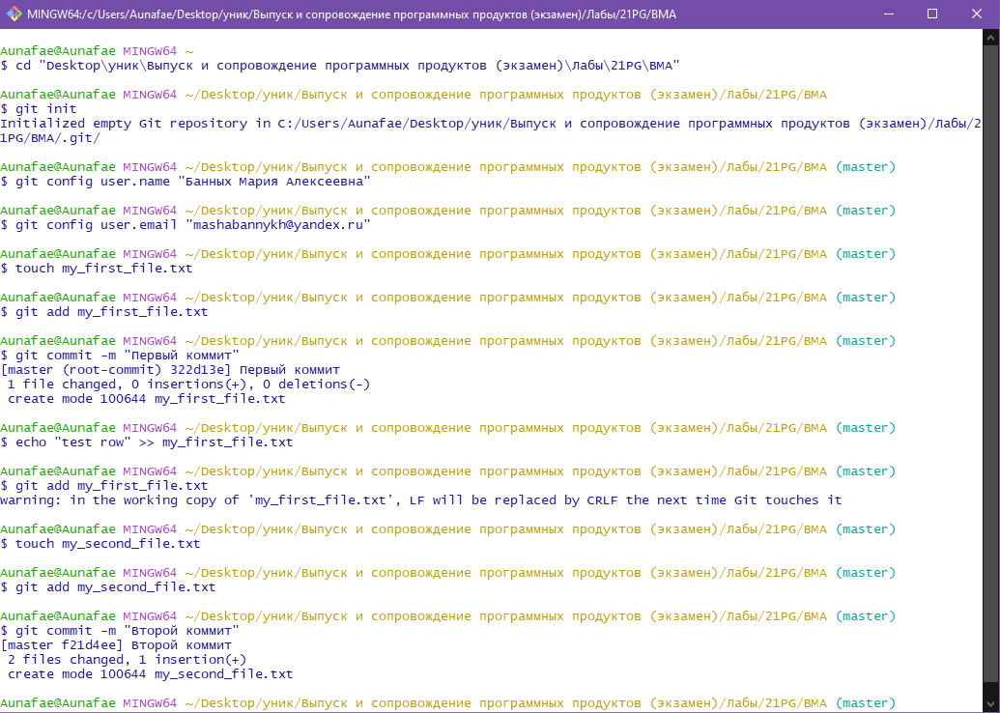 MINGW64:/c/Users/Aunafae/Desktop/уник/Выпуск и сопровождение программных продуктов (экзамен)/Лабы/21PG/BMA
Aunafae@Aunafae MINGW64 ~
$ cd "Desktop\уник\Выпуск и сопровождение программных продуктов (экзамен)\Лабы\21PG\BMA"
Aunafae@Aunafae MINGW64 ~/Desktop/уник/Выпуск и сопровождение программных продуктов (экзамен)/Лабы/21PG/BMA
$ git init
Initialized empty Git repository in C:/Users/Aunafae/Desktop/уник/Выпуск и сопровождение программных продуктов (экзамен)/Лабы/2
1PG/BMA/.git/
Aunafae@Aunafae MINGW64 ~/Desktop/уник/Выпуск и сопровождение программных продуктов (экзамен)/Лабы/21PG/BMA (master)
$ git config user.name "Банных Мария Алексеевна"
Aunafae@Aunafae MINGW64 ~/Desktop/уник/Выпуск и сопровождение программных продуктов (экзамен)/Лабы/21PG/BMA (master)
$ git config user.email "mashabannykh@yandex.ru"
Aunafae@Aunafae MINGW64 ~/Desktop/уник/Выпуск и сопровождение программных продуктов (экзамен)/Лабы/21PG/BMA (master)
$ touch my_first_file.txt
Aunafae@Aunafae MINGW64 ~/Desktop/уник/Выпуск и сопровождение программных продуктов (экзамен)/Лабы/21PG/BMA (master)
$ git add my_first_file.txt
Aunafae@Aunafae MINGW64 ~/Desktop/уник/Выпуск и сопровождение программных продуктов (экзамен)/Лабы/21PG/BMA (master)
$ git commit -m "Первый коммит"
[master (root-commit) 322d13e] Первый коммит
1 file changed, 0 insertions(+), 0 deletions(-)
create mode 100644 my_first_file.txt
Aunafae@Aunafae MINGW64 ~/Desktop/уник/Выпуск и сопровождение программных продуктов (экзамен)/Лабы/21PG/BMA (master)
$ echo "test row" >> my_first_file.txt
Aunafae@Aunafae MINGW64 ~/Desktop/уник/Выпуск и сопровождение программных продуктов (экзамен)/Лабы/21PG/BMA (master)
$ git add my_first_file.txt
warning: in the working copy of 'my_first_file.txt', LF will be replaced by CRLF the next time Git touches it
Aunafae@Aunafae MINGW64 ~/Desktop/уник/Выпуск и сопровождение программных продуктов (экзамен)/Лабы/21PG/BMA (master)
$ touch my_second_file.txt
Aunafae@Aunafae MINGW64 ~/Desktop/уник/Выпуск и сопровождение программных продуктов (экзамен)/Лабы/21PG/BMA (master)
$ git add my_second_file.txt
Aunafae@Aunafae MINGW64 ~/Desktop/уник/Выпуск и сопровождение программных продуктов (экзамен)/Лабы/21PG/BMA (master)
$ git commit -m "Второй коммит"
[master f21d4ee] Второй коммит
2 files changed, 1 insertion(+)
create mode 100644 my_second_file.txt
Aunafae@Aunafae MINGW64 ~/Desktop/уник/Выпуск и сопровождение программных продуктов (экзамен)/Лабы/21PG/BMA (master)